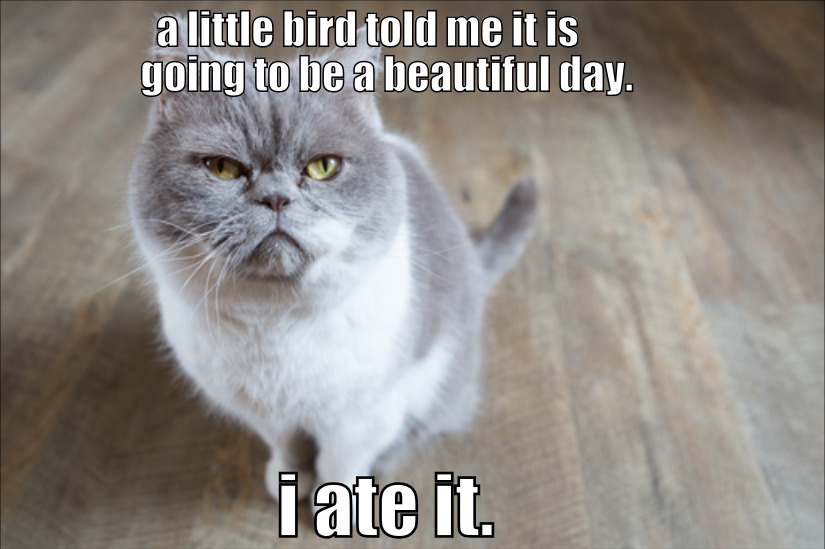 a little bird told me it is
going to be a beautiful day.
i ate it.